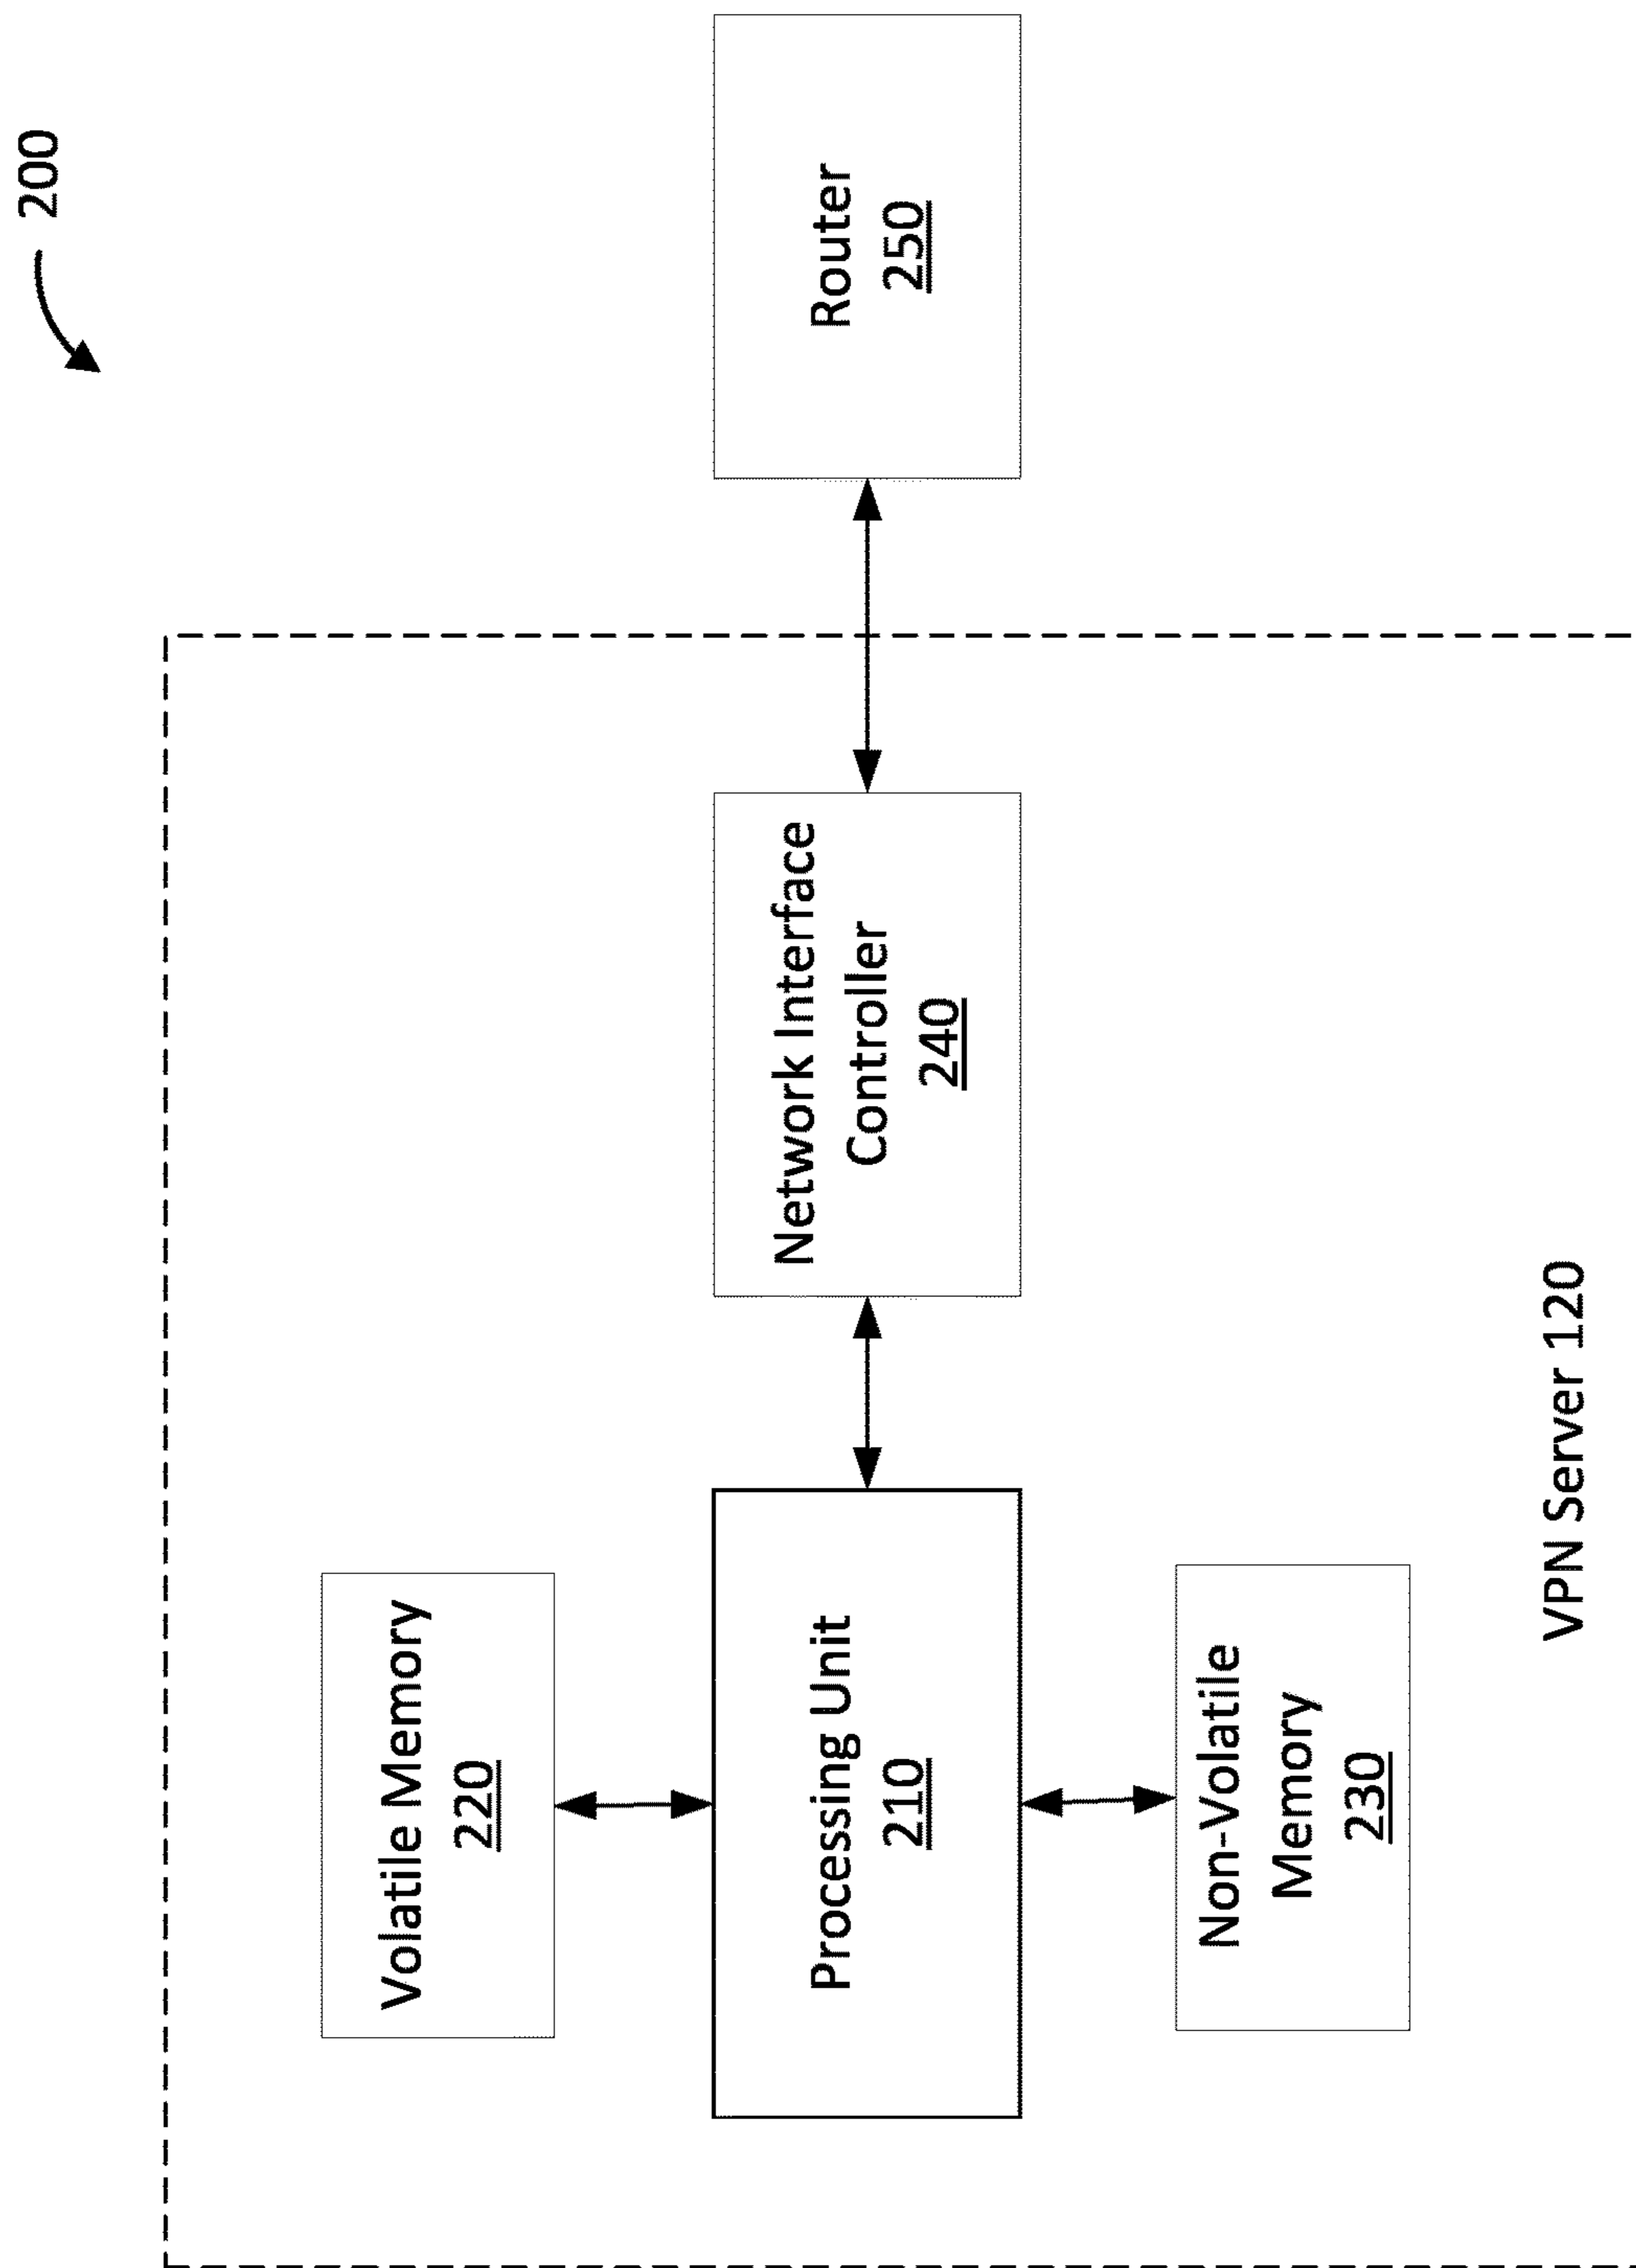 200
Volatile Memory
220
Processing Unit
210
Network Interface
Controller
240
Router
250
Non-Volatile
Memory
230
VPN Server 120